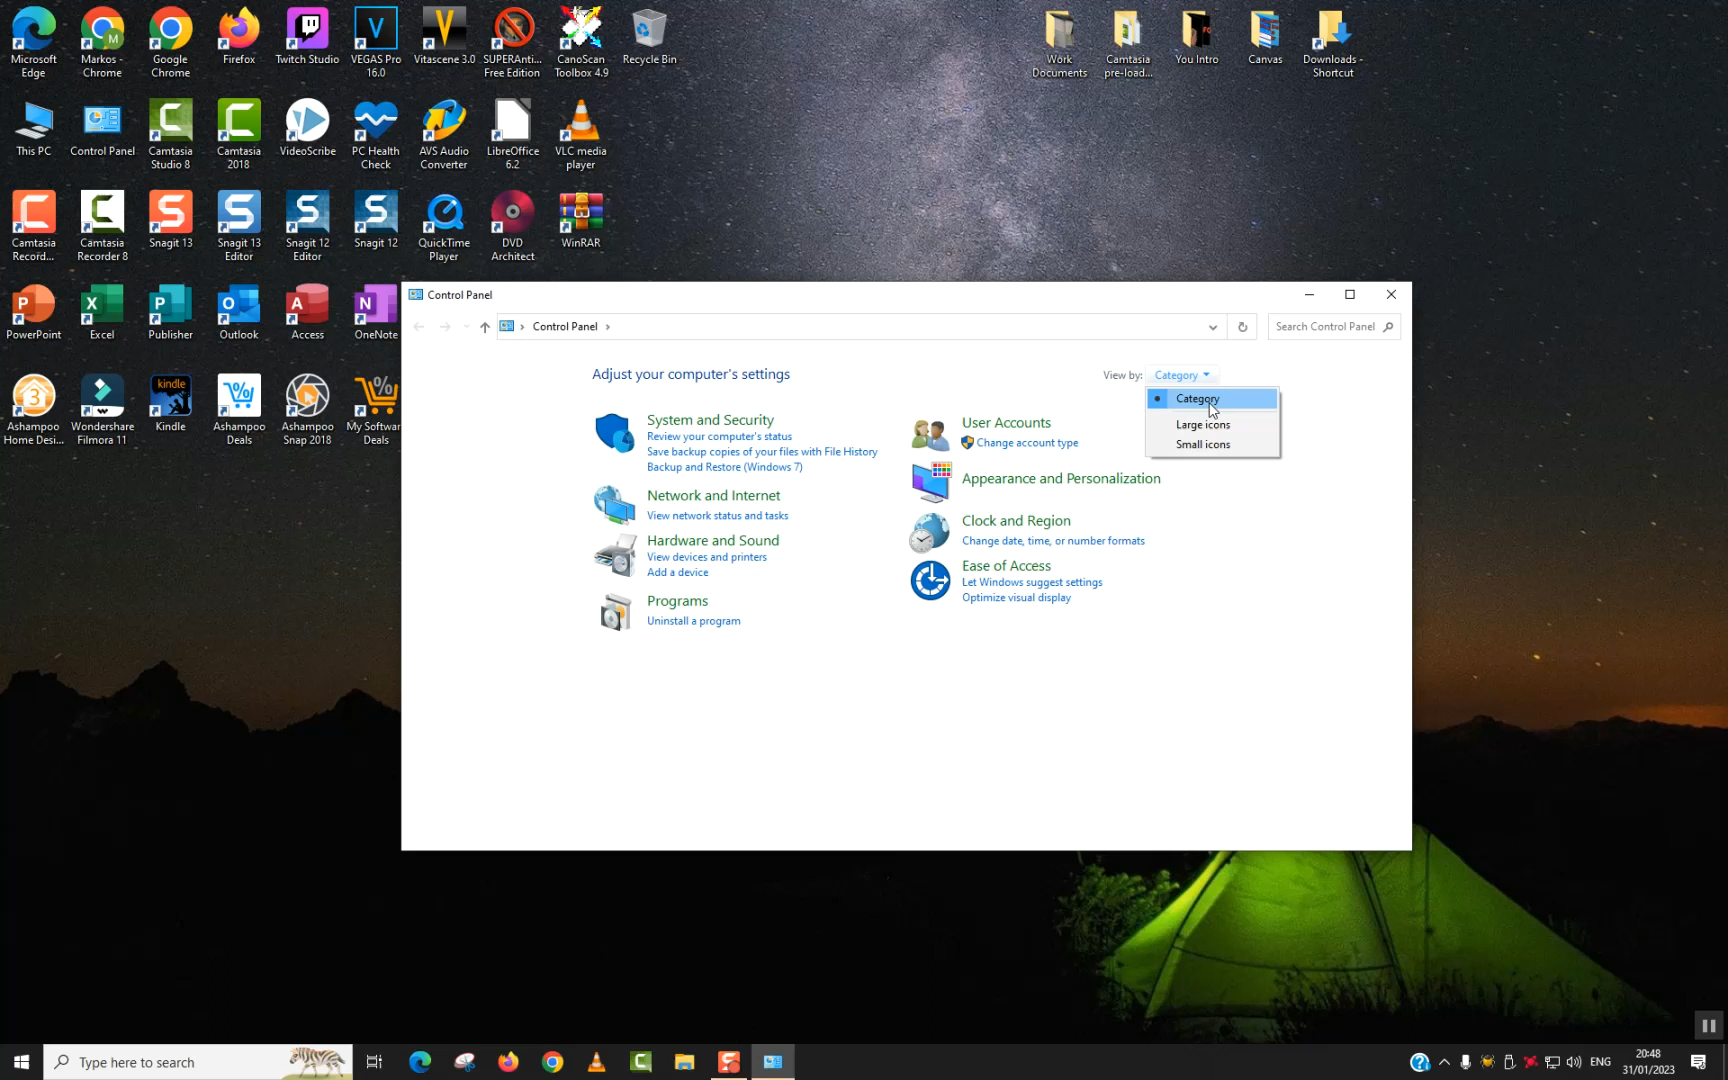 Microsoft Edge
Markos - Chrome
Google Chrome
Firefox
Twitch Studio
VEGAS Pro 16.0
Vitascene 3.0
SUPERAnti... Free Edition
CanoScan Toolbox 4.9
Recycle Bin
Work Documents
Camtasia pre-load...
You Intro
Canvas
Downloads - Shortcut
This PC
Control Panel
Camtasia Studio 8
Camtasia 2018
VideoScribe
PC Health Check
AVS Audio Converter
LibreOffice 6.2
VLC media player
Camtasia Record...
Camtasia Recorder 8
Snagit 13
Snagit 13 Editor
Snagit 12 Editor
Snagit 12
QuickTime Player
DVD Architect
WinRAR
PowerPoint
Excel
Publisher
Outlook
Access
OneNote
kindle
Ashampoo Home Desi...
Wondershare Filmora 11
Kindle
Ashampoo Deals
Ashampoo Snap 2018
My Software Deals
Control Panel
Control Panel
Search Control Panel
Adjust your computer's settings
View by: Category
Category
Large icons
Small icons
System and Security
Review your computer's status
Save backup copies of your files with File History
Backup and Restore (Windows 7)
Network and Internet
View network status and tasks
Hardware and Sound
View devices and printers
Add a device
Programs
Uninstall a program
User Accounts
Change account type
Appearance and Personalization
Clock and Region
Change date, time, or number formats
Ease of Access
Let Windows suggest settings
Optimize visual display
Type here to search
ENG
20:48
31/01/2023